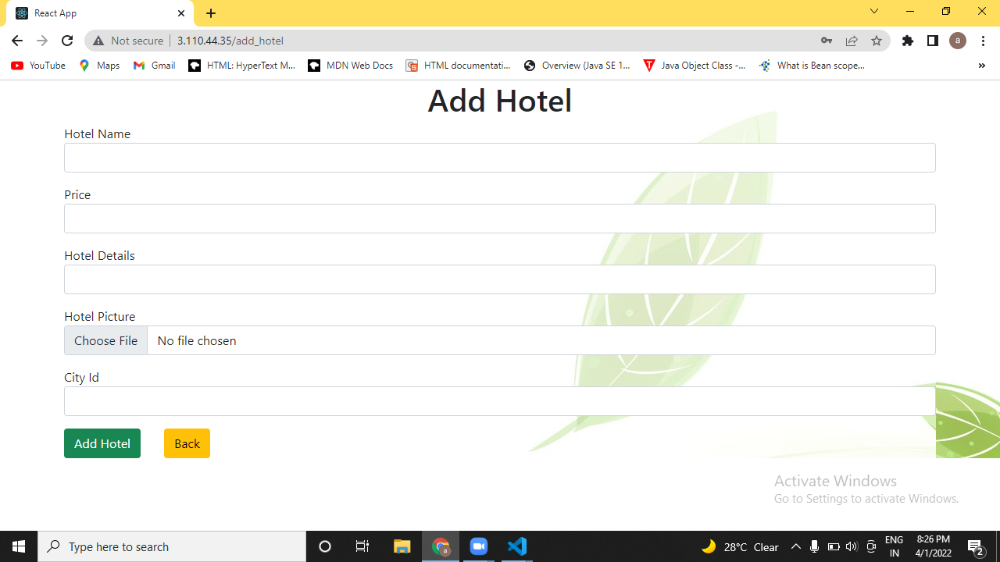 React App
Not secure
3.110.44.35/add_hotel
a
YouTube
Maps
Gmail
HTML: HyperText M...
MDN Web Docs
HTML documentati...
Overview (Java SE 1...
Java Object Class -...
What is Bean scope...
»
Add Hotel
Hotel Name
Price
Hotel Details
Hotel Picture
Choose File No file chosen
City Id
Add Hotel
Back
Activate Windows
Go to Settings to activate Windows.
Type here to search
a
28°C Clear
ENG
IN
8:26 PM
4/1/2022
2